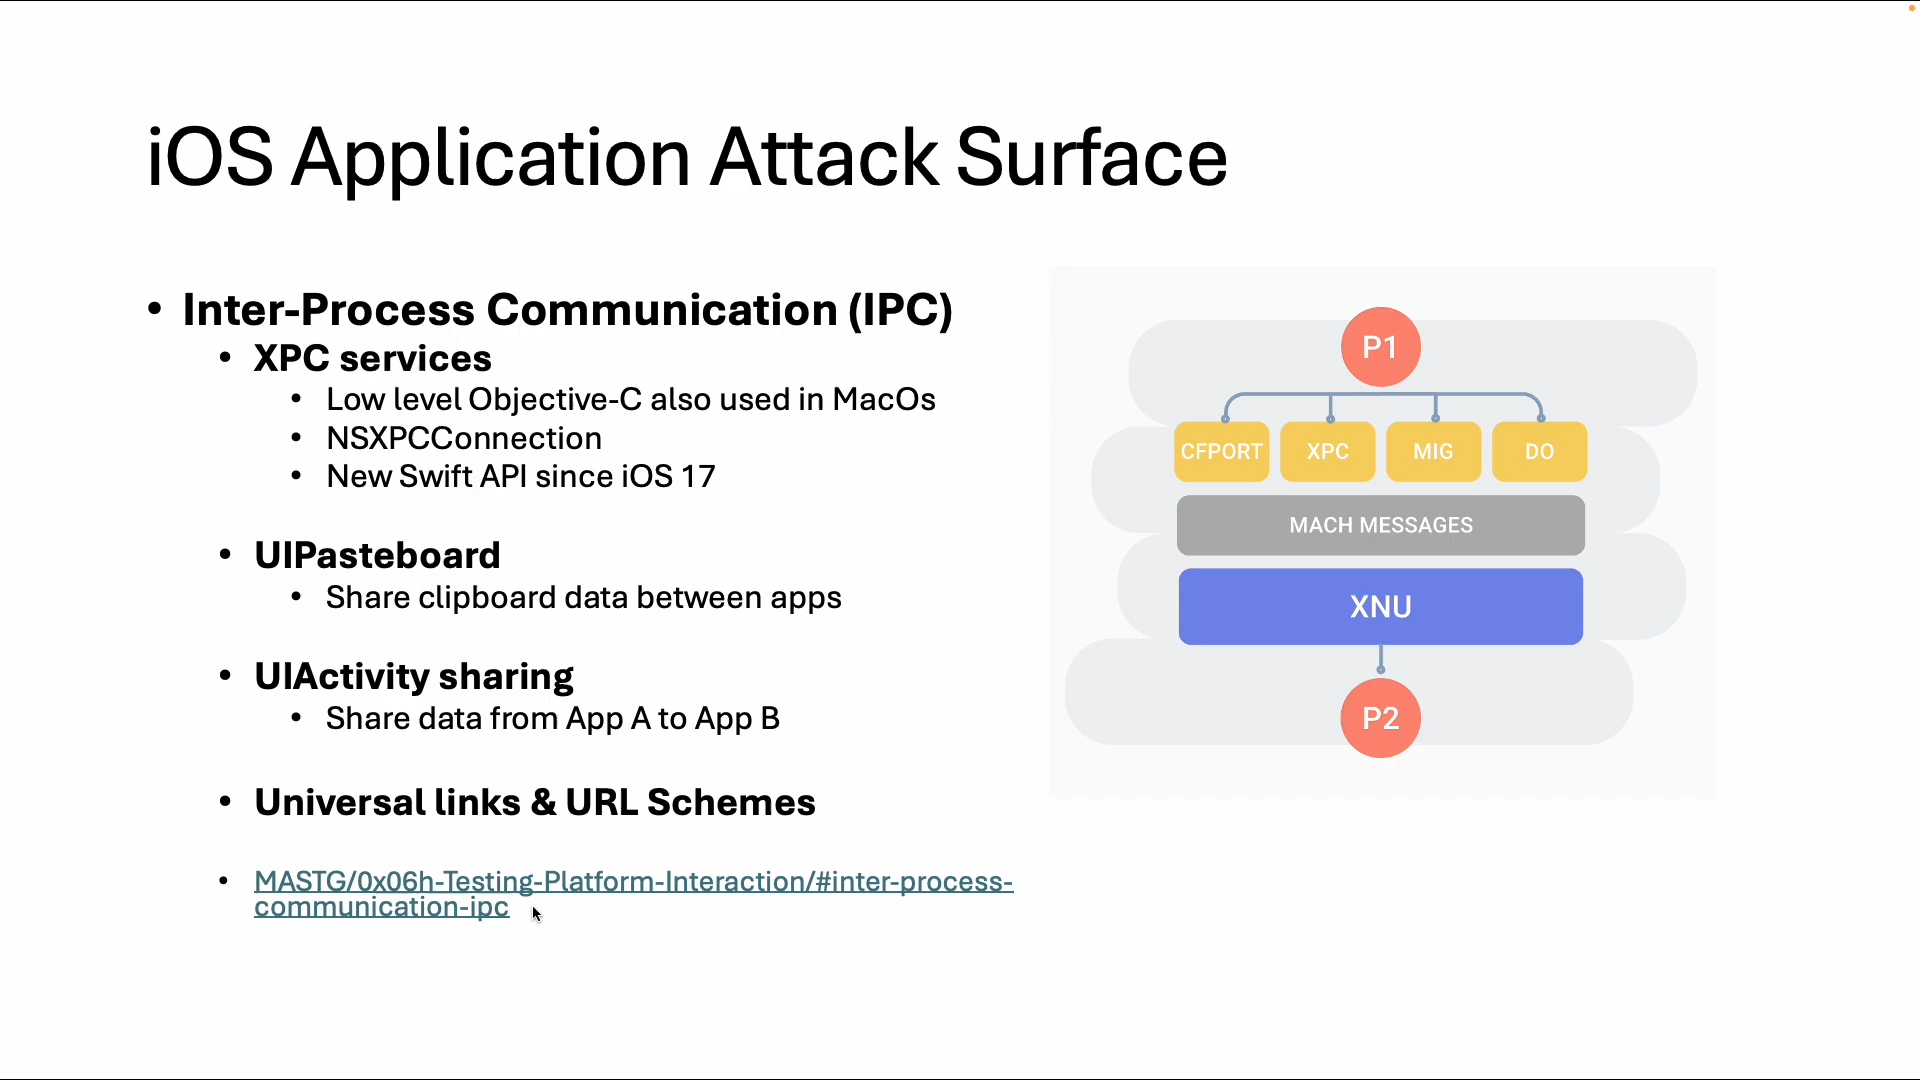 iOS Application Attack Surface
• Inter-Process Communication (IPC)
• XPC services
• Low level Objective-C also used in MacOs
• NSXPCConnection
• New Swift API since iOS 17
• UIPasteboard
• Share clipboard data between apps
• UIActivity sharing
• Share data from App A to App B
• Universal links & URL Schemes
• MASTG/0x06h-Testing-Platform-Interaction/#inter-process-
communication-ipc
P1
CFPORT XPC MIG DO
MACH MESSAGES
XNU
P2